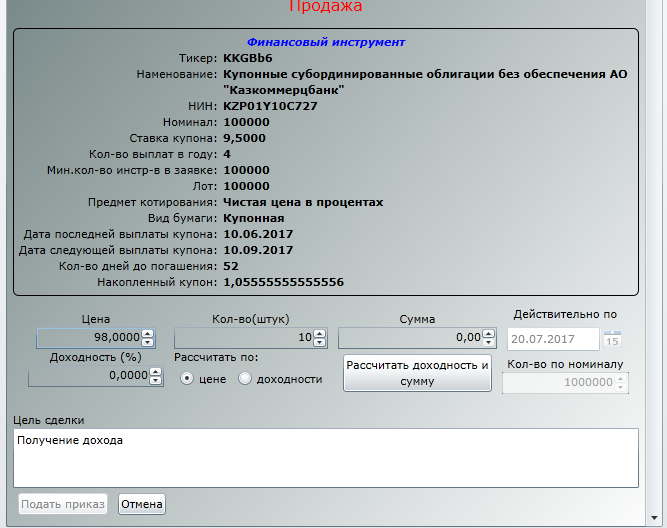 Продажа
Финансовый инструмент
Тикер: KKGBb6
Наменование: Купонные субординированные облигации без обеспечения АО
"Казкоммерцбанк"
НИН: KZP01Y10C727
Номинал: 100000
Ставка купона: 9,5000
Кол-во выплат в году: 4
Мин.кол-во инстр-в в заявке: 100000
Лот: 100000
Предмет котирования: Чистая цена в процентах
Вид бумаги: Купонная
Дата последней выплаты купона: 10.06.2017
Дата следующей выплаты купона: 10.09.2017
Кол-во дней до погашения: 52
Накопленный купон: 1,05555555555556
Цена Кол-во(штук) Сумма Действительно по
98,0000 10 0,00 20.07.2017 15
Доходность (%) Рассчитать по: Рассчитать доходность и сумму Кол-во по номиналу
0,0000 цене доходности 1000000
Цель сделки
Получение дохода
Подать приказ Отмена